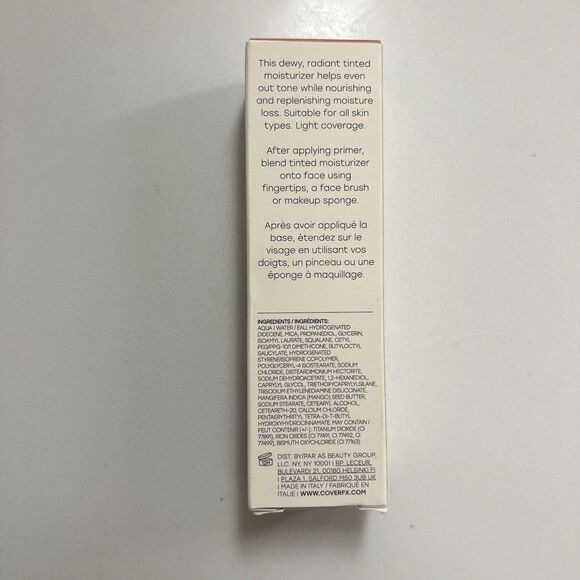 This dewy, radiant tinted
moisturizer helps even
out tone while nourishing
and replenishing moisture
loss. Suitable for all skin
types. Light coverage.
After applying primer,
blend tinted moisturizer
onto face using
fingertips, a face brush
or makeup sponge.
Après avoir appliqué la
base, étendez sur le
visage en utilisant vos
doigts, un pinceau ou une
éponge à maquillage.
INGREDIENTS / INGRÉDIENTS:
AQUA / WATER / EAU, HYDROGENATED
DIDECENE, MICA, PROPANEDIOL, GLYCERIN,
ISOAMYL LAURATE, SQUALANE, CETYL
PEG/PPG-10/1 DIMETHICONE, BUTYLOCTYL
SALICYLATE, HYDROGENATED
STYRENE/ISOPRENE COPOLYMER,
POLYGLYCERYL-4 ISOSTEARATE, SODIUM
CHLORIDE, DISTEARDIMONIUM HECTORITE,
SODIUM DEHYDROACETATE, 1,2-HEXANEDIOL,
CAPRYLYL GLYCOL, TRIETHOXYCAPRYLYLSILANE,
TRISODIUM ETHYLENEDIAMINE DISUCCINATE,
MANGIFERA INDICA (MANGO) SEED BUTTER,
SODIUM STEARATE, CETEARYL ALCOHOL,
CETEARETH-20, CALCIUM CHLORIDE,
PENTAERYTHRITYL TETRA-DI-T-BUTYL
HYDROXYHYDROCINNAMATE. MAY CONTAIN /
PEUT CONTENIR (+/-): TITANIUM DIOXIDE (CI
77891), IRON OXIDES (CI 77491, CI 77492, CI
77499), BISMUTH OXYCHLORIDE (CI 77163).
12M
DIST. BY/PAR AS BEAUTY GROUP,
LLC. NY, NY 10001 | RP. LECEUR,
BULEVARDI 21. 00180 HELSINKI FI
| PLAZA 1, SALFORD M50 3UB UK
| MADE IN ITALY / FABRIQUÉ EN
ITALIE | WWW.COVERFX.COM